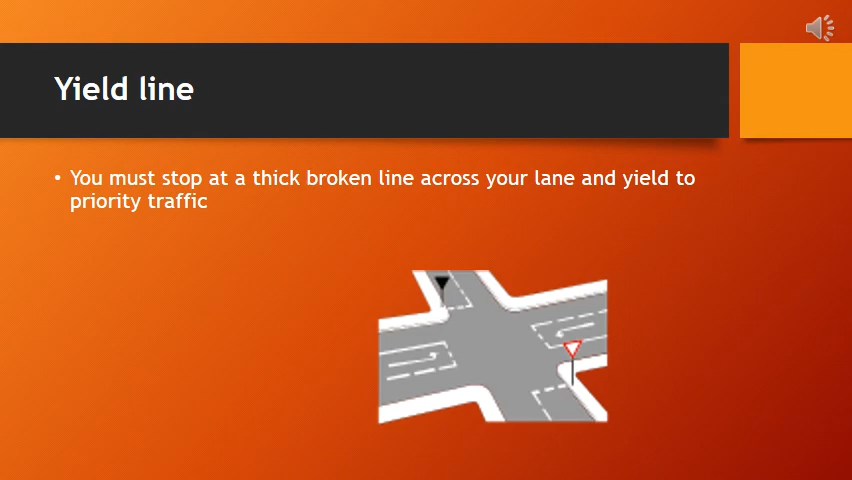 Yield line
• You must stop at a thick broken line across your lane and yield to
priority traffic